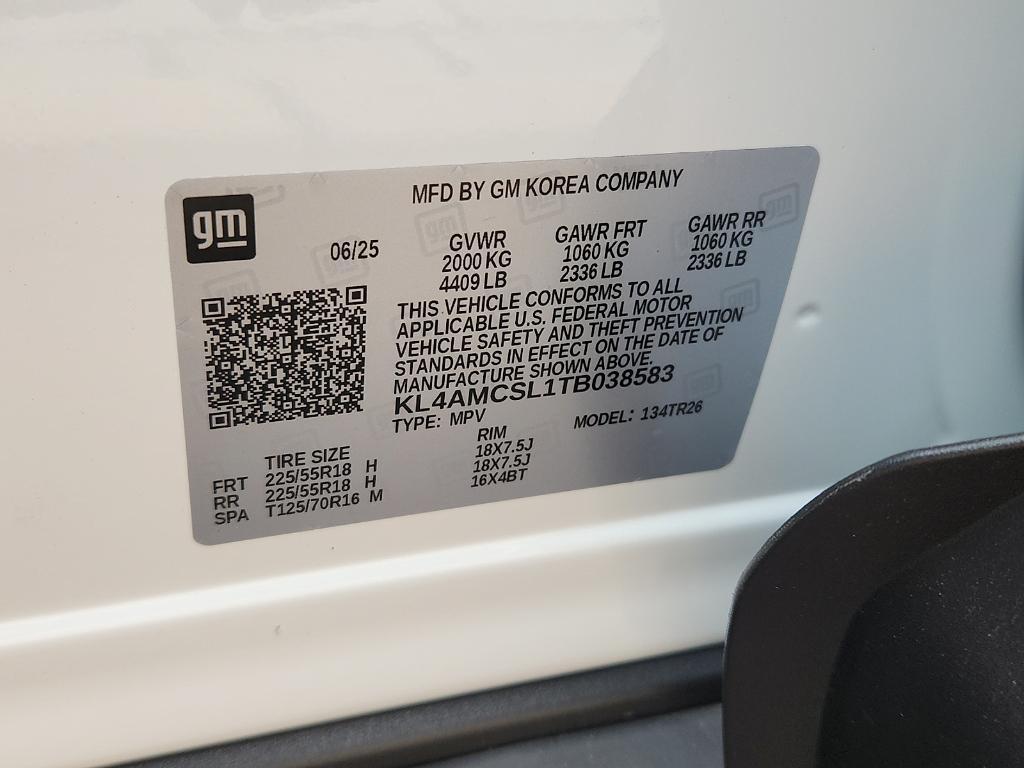 MFD BY GM KOREA COMPANY
gm
06/25
GVWR
2000 KG
4409 LB
GAWR FRT
1060 KG
2336 LB
GAWR RR
1060 KG
2336 LB
THIS VEHICLE CONFORMS TO ALL
APPLICABLE U.S. FEDERAL MOTOR
VEHICLE SAFETY AND THEFT PREVENTION
STANDARDS IN EFFECT ON THE DATE OF
MANUFACTURE SHOWN ABOVE.
KL4AMCSL1TB038583
TYPE: MPV
MODEL: 134TR26
TIRE SIZE RIM
FRT 225/55R18 H 18X7.5J
RR 225/55R18 H 18X7.5J
SPA T125/70R16 M 16X4BT